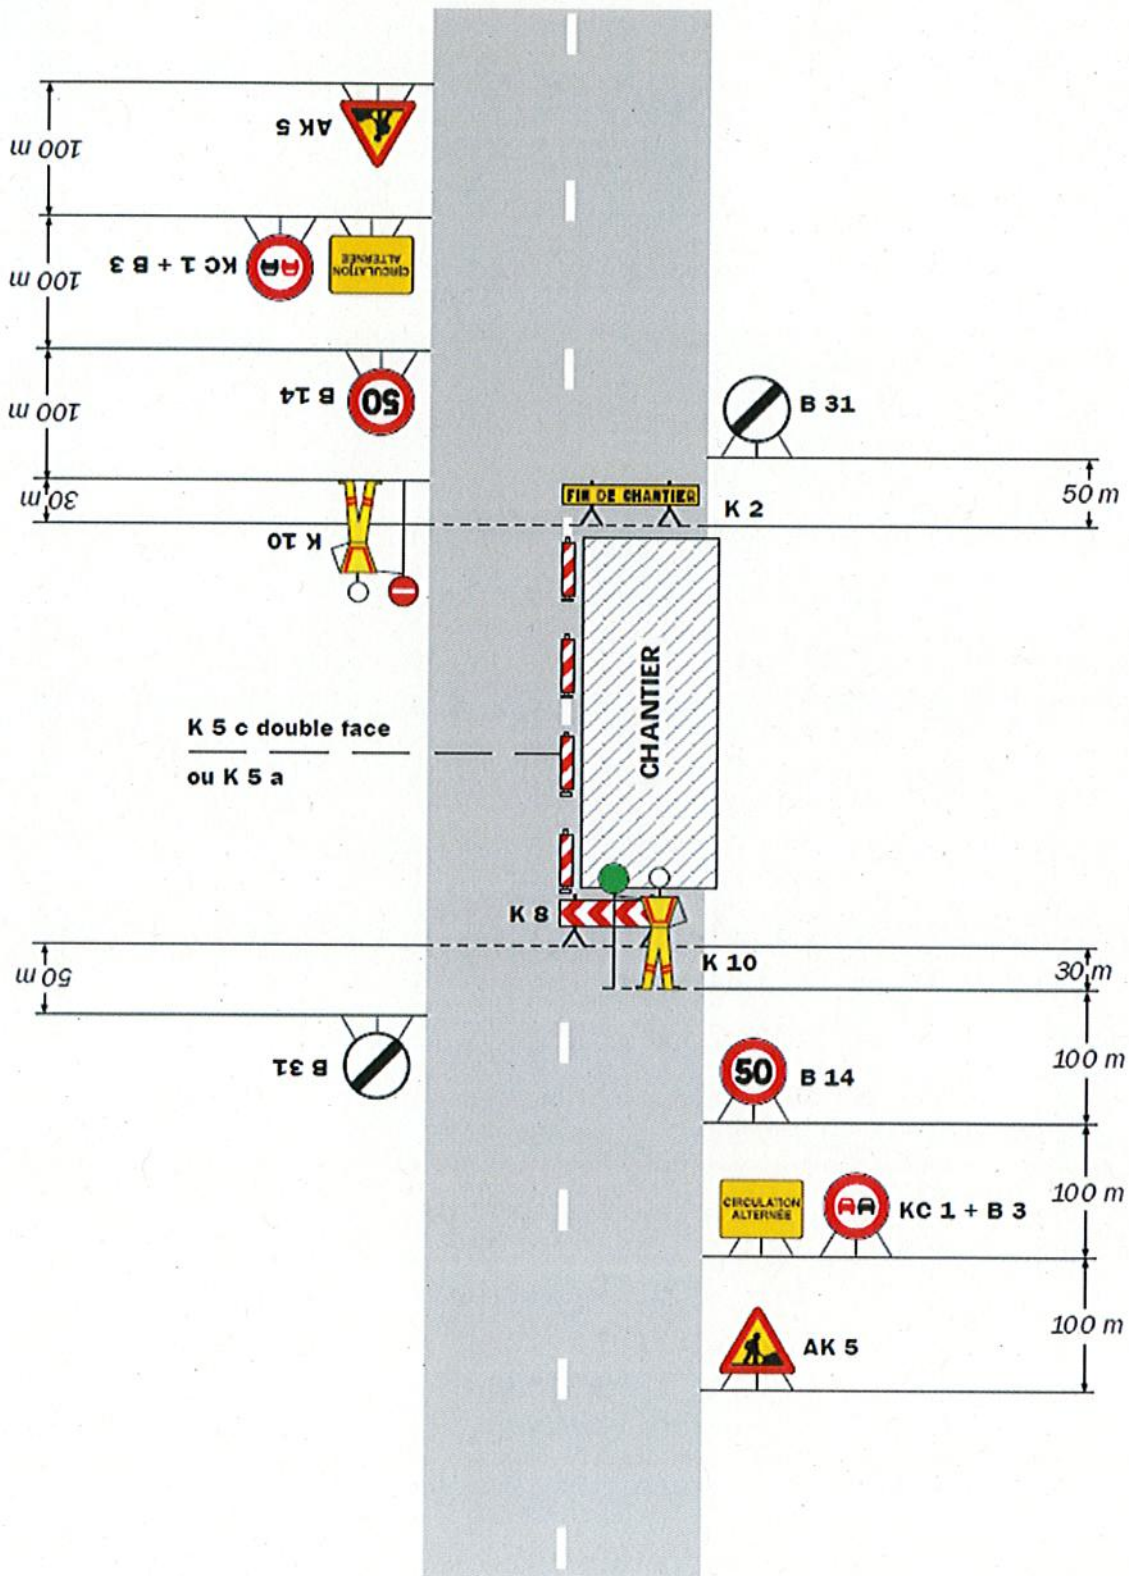 AK 5
100 m
CIRCULATION
ALTERNÉE
KC 1 + B 3
100 m
50
B 14
100 m
B 31
50 m
30 m
FIN DE CHANTIER
K 2
K 10
CHANTIER
K 5 c double face
ou K 5 a
K 8
K 10
30 m
50 m
B 31
50
B 14
100 m
CIRCULATION
ALTERNÉE
KC 1 + B 3
100 m
AK 5
100 m